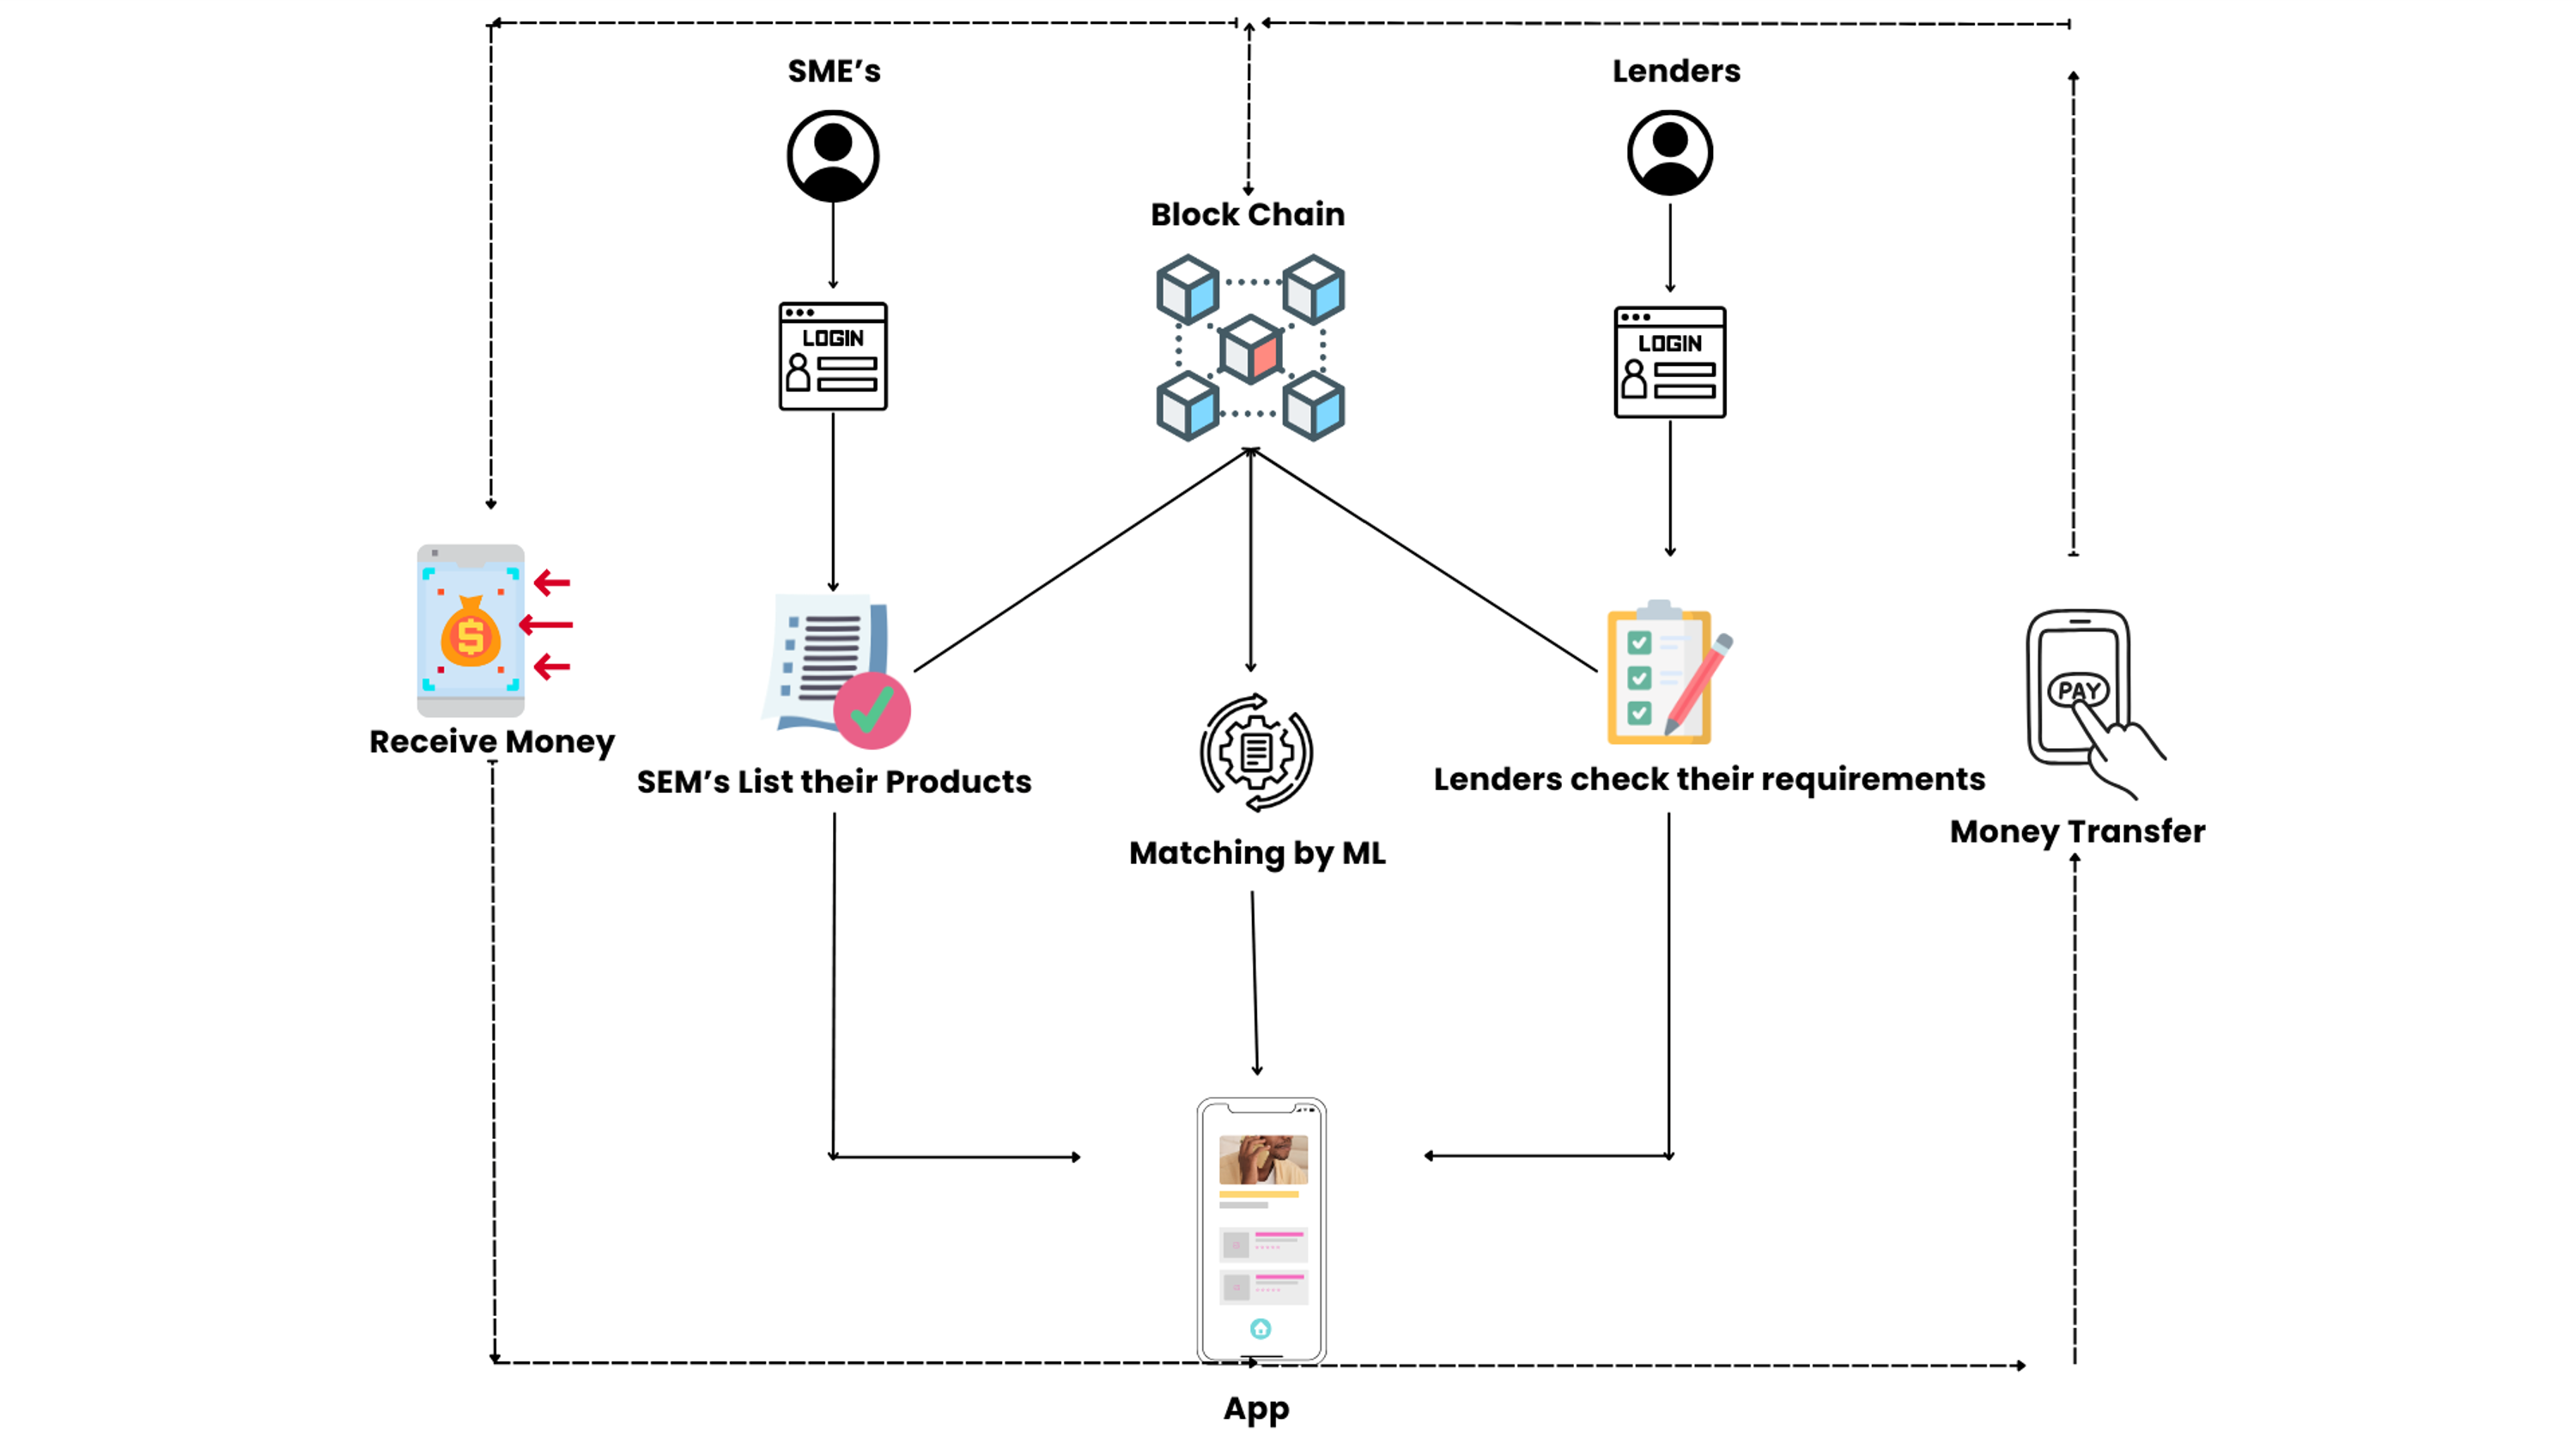 SME’s
Lenders
Block Chain
LOGIN
LOGIN
$
Receive Money
PAY
SEM’s List their Products
Lenders check their requirements
Money Transfer
Matching by ML
App